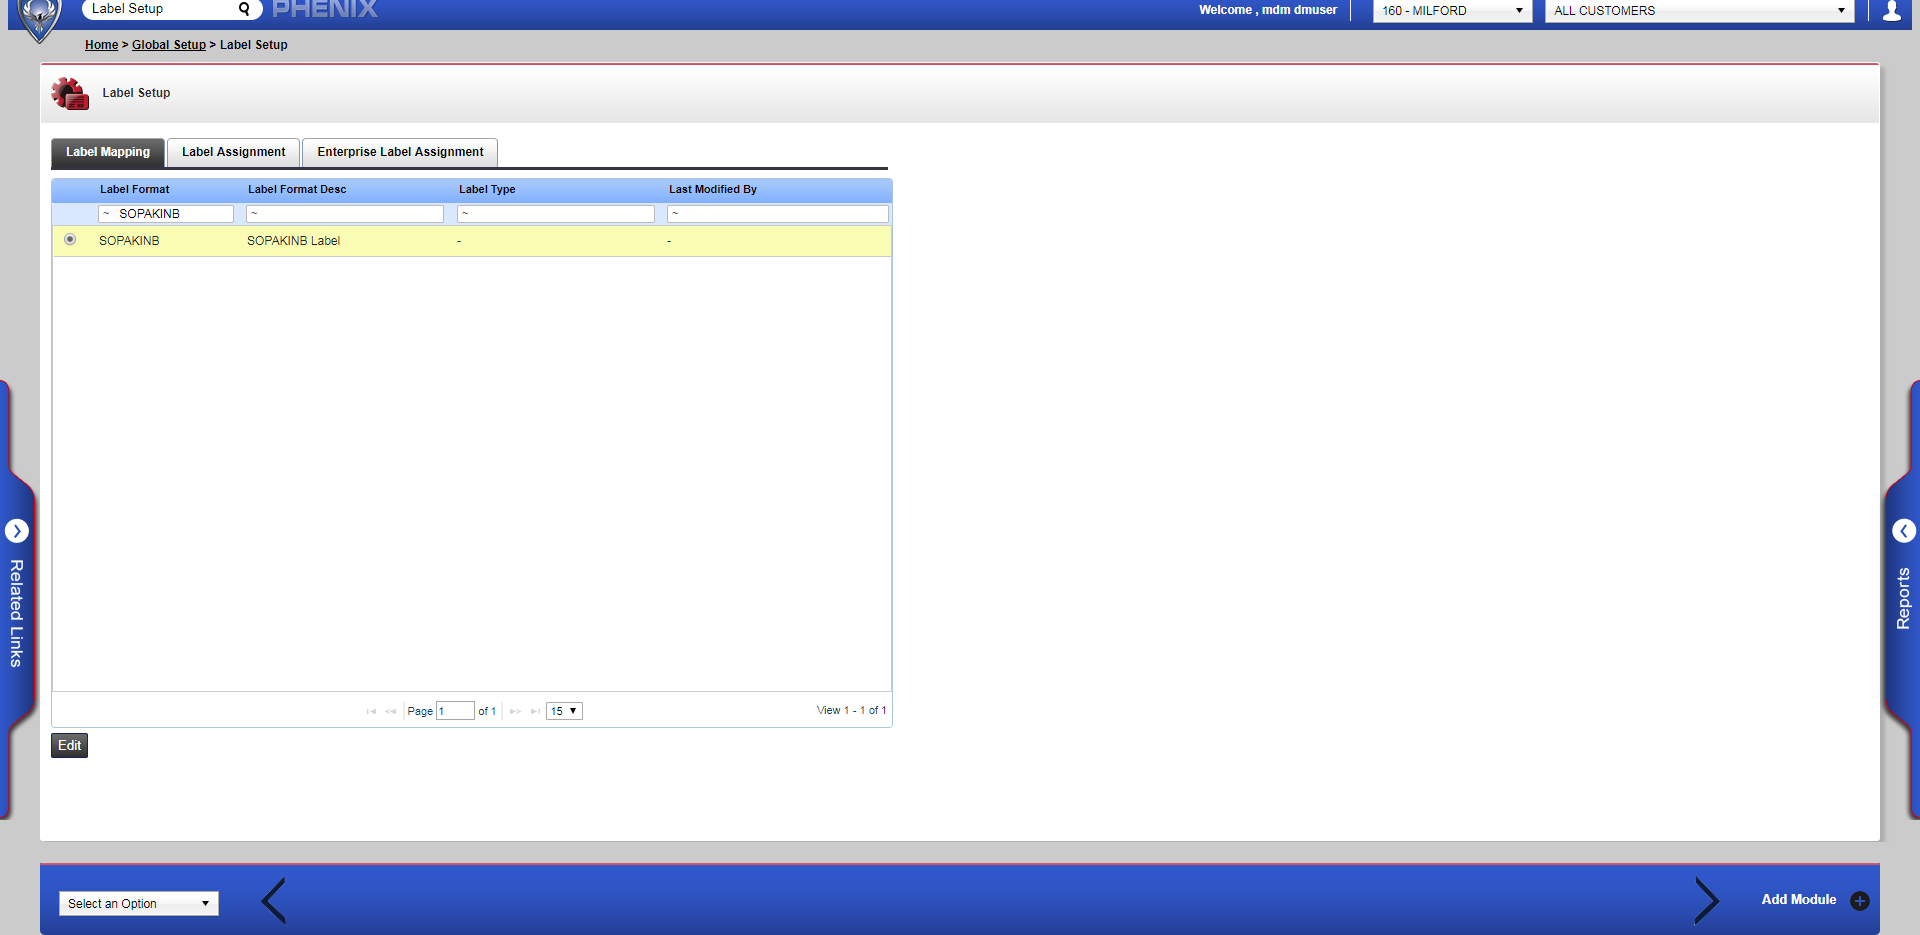 Label Setup PHENIX Welcome , mdm dmuser 160 - MILFORD ALL CUSTOMERS
Home > Global Setup > Label Setup
Label Setup
Label Mapping Label Assignment Enterprise Label Assignment
Label Format Label Format Desc Label Type Last Modified By
~ SOPAKINB ~ ~ ~
SOPAKINB SOPAKINB Label - -
Related Links
Reports
Page 1 of 1 15 View 1 - 1 of 1
Edit
Select an Option Add Module